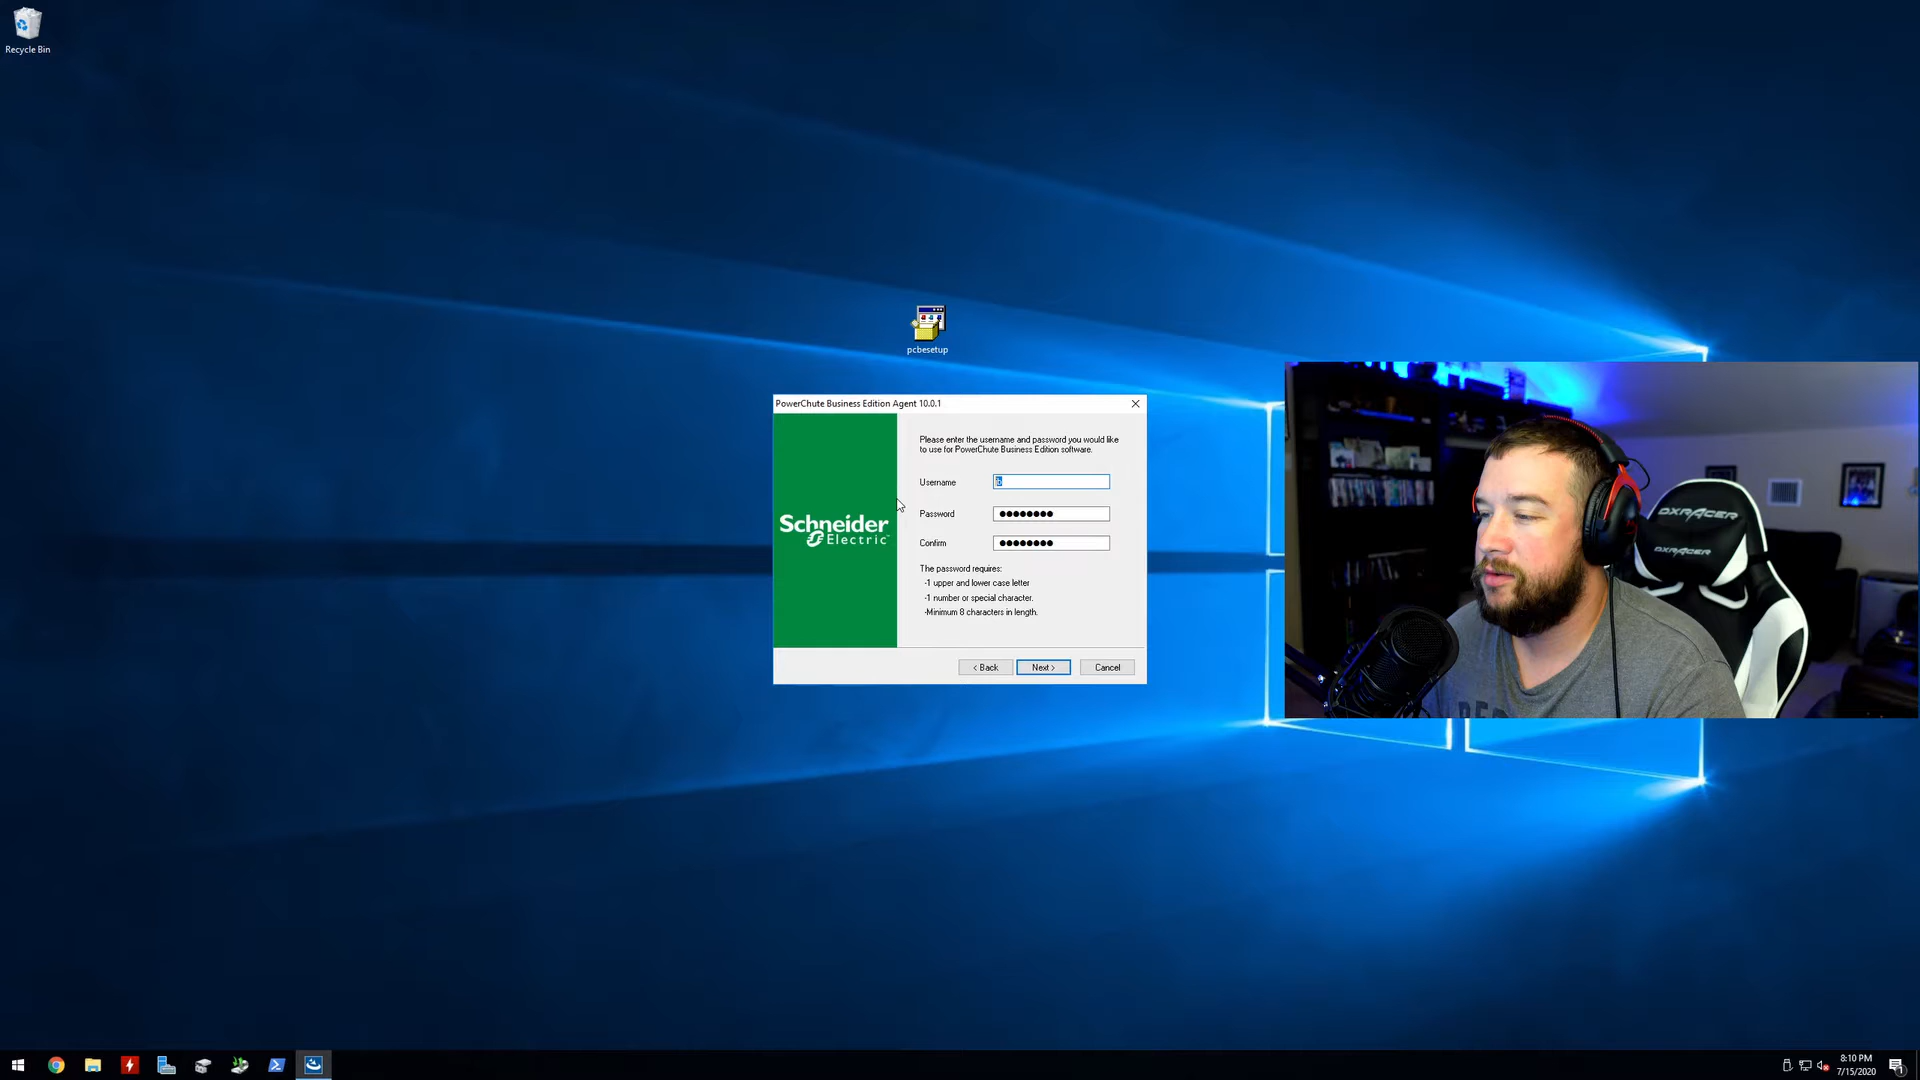 Recycle Bin
pcbesetup
PowerChute Business Edition Agent 10.0.1
Please enter the username and password you would like
to use for PowerChute Business Edition software.
Username
Password ●●●●●●●●
Confirm ●●●●●●●●
The password requires:
-1 upper and lower case letter
-1 number or special character.
-Minimum 8 characters in length.
Schneider
Electric
< Back
Next >
Cancel
DXRACER
DXRACER
8:10 PM
7/15/2020